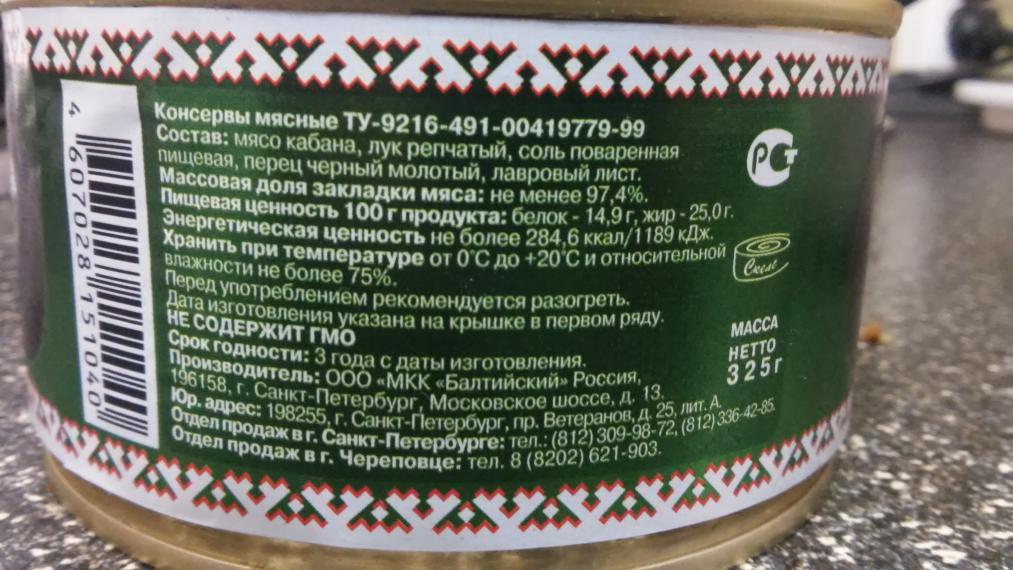 Консервы мясные ТУ-9216-491-00419779-99
Состав: мясо кабана, лук репчатый, соль поваренная
пищевая, перец черный молотый, лавровый лист.
Массовая доля закладки мяса: не менее 97,4%.
Пищевая ценность 100 г продукта: белок - 14,9 г, жир - 25,0 г.
Энергетическая ценность не более 284,6 ккал/1189 кДж.
Хранить при температуре от 0°С до +20°С и относительной
влажности не более 75%.
Перед употреблением рекомендуется разогреть.
Дата изготовления указана на крышке в первом ряду.
НЕ СОДЕРЖИТ ГМО
Срок годности: 3 года с даты изготовления.
Производитель: ООО «МКК «Балтийский» Россия,
196158, г. Санкт-Петербург, Московское шоссе, д. 13.
Юр. адрес: 198255, г. Санкт-Петербург, пр. Ветеранов, д. 25, лит. А.
Отдел продаж в г. Санкт-Петербурге: тел.: (812) 309-98-72, (812) 336-42-85.
Отдел продаж в г. Череповце: тел. 8 (8202) 621-903.
4 607028 151040
РСТ
МАССА
НЕТТО
325г